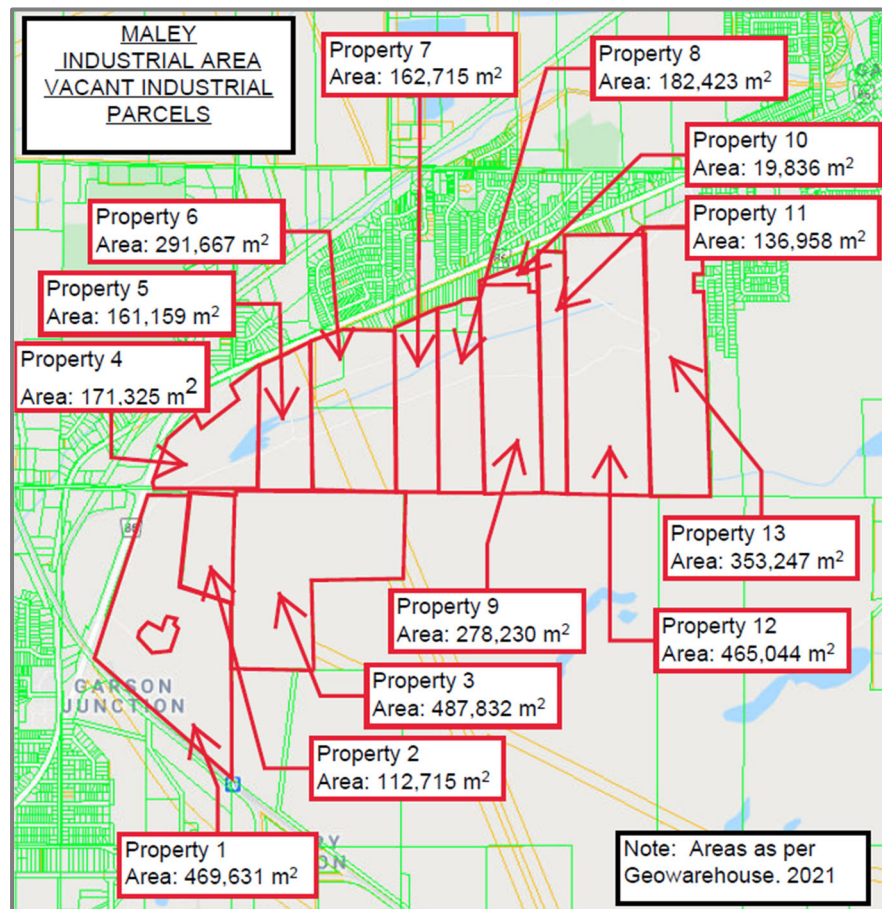 MALEY
INDUSTRIAL AREA
VACANT INDUSTRIAL
PARCELS
Property 7
Area: 162,715 m²
Property 8
Area: 182,423 m²
Property 10
Area: 19,836 m²
Property 11
Area: 136,958 m²
Property 6
Area: 291,667 m²
Property 5
Area: 161,159 m²
Property 4
Area: 171,325 m²
86
86
86
Property 13
Area: 353,247 m²
Property 9
Area: 278,230 m²
Property 12
Area: 465,044 m²
Property 3
Area: 487,832 m²
GARSON
JUNCTION
Property 2
Area: 112,715 m²
Property 1
Area: 469,631 m²
Note: Areas as per
Geowarehouse. 2021